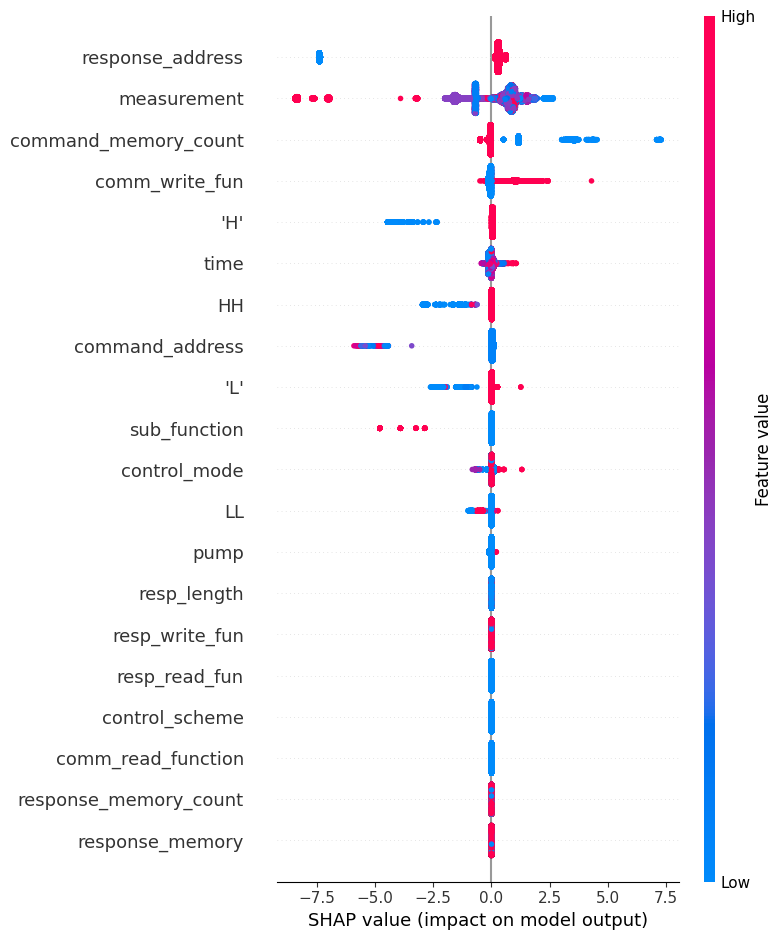 High
response_address
measurement
command_memory_count
comm_write_fun
'H'
time
HH
command_address
'L'
sub_function
control_mode
LL
pump
resp_length
resp_write_fun
resp_read_fun
control_scheme
comm_read_function
response_memory_count
response_memory
Feature value
Low
−7.5 −5.0 −2.5 0.0 2.5 5.0 7.5
SHAP value (impact on model output)